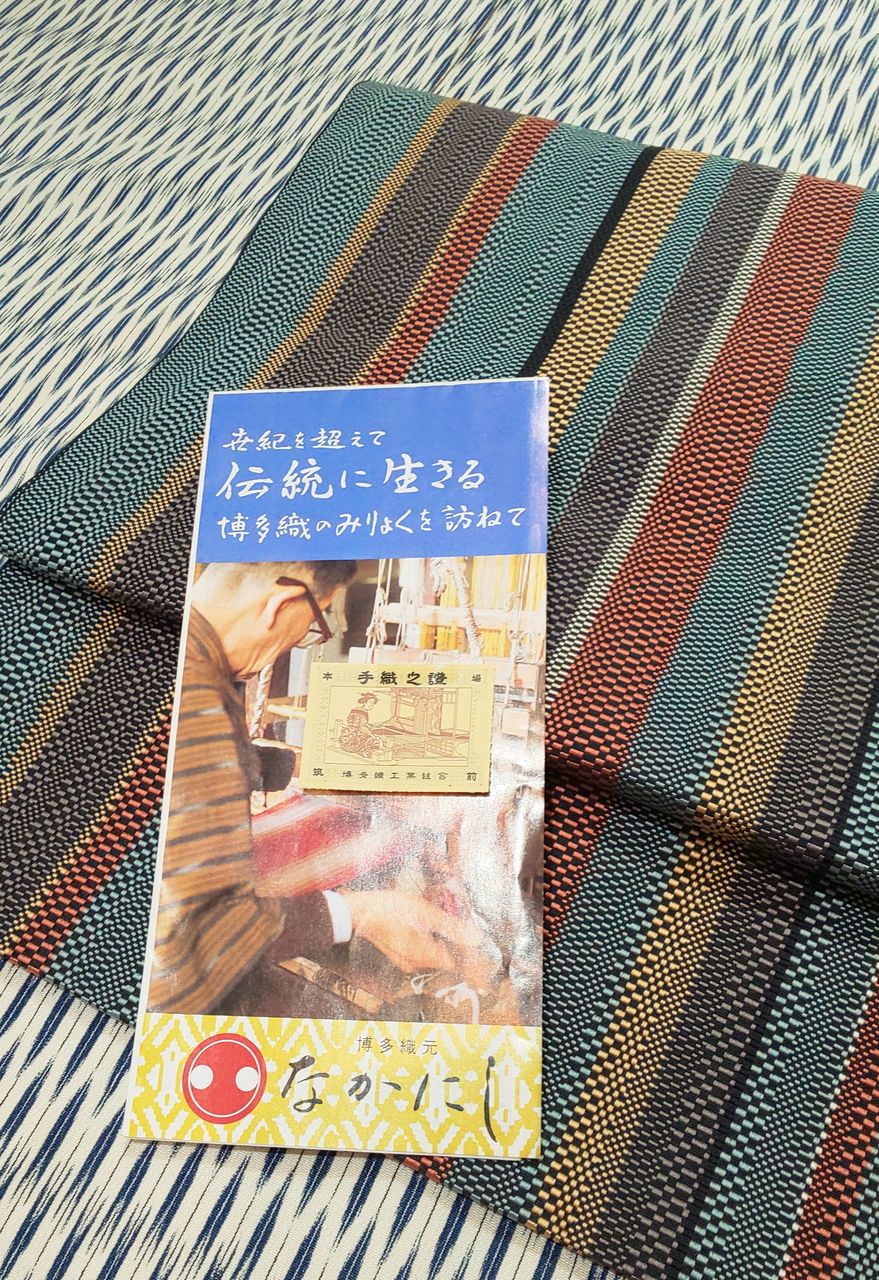 世紀を超えて
伝統に生きる
博多織のみりょくを訪ねて
本 手織之證 場
筑 博多織工業組合 前
博多織元
なかにし